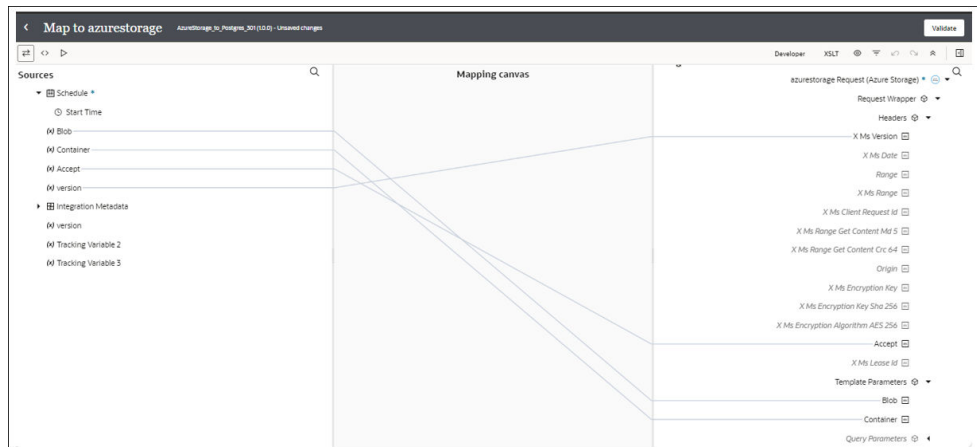 Map to azurestorage
AzureStorage_to_Postgres_301 (1.0.0) - Unsaved changes
Validate
Developer
XSLT
Sources
Mapping canvas
azurestorage Request (Azure Storage) *
Schedule *
Start Time
(x) Blob
(x) Container
(x) Accept
(x) version
Integration Metadata
(x) version
(x) Tracking Variable 2
(x) Tracking Variable 3
Request Wrapper
Headers
X Ms Version
X Ms Date
Range
X Ms Range
X Ms Client Request Id
X Ms Range Get Content Md 5
X Ms Range Get Content Crc 64
Origin
X Ms Encryption Key
X Ms Encryption Key Sha 256
X Ms Encryption Algorithm AES 256
Accept
X Ms Lease Id
Template Parameters
Blob
Container
Query Parameters